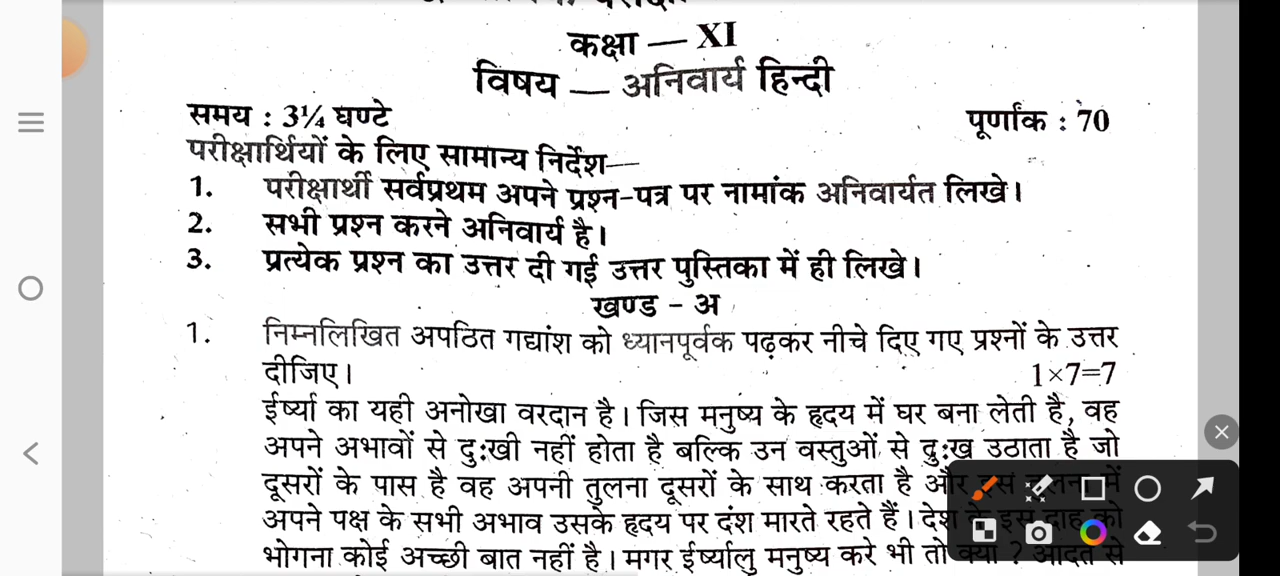 कक्षा — XI
विषय — अनिवार्य हिन्दी
समय : 3¼ घण्टे पूर्णांक : 70
परीक्षार्थियों के लिए सामान्य निर्देश—
1. परीक्षार्थी सर्वप्रथम अपने प्रश्न-पत्र पर नामांक अनिवार्यत लिखे।
2. सभी प्रश्न करने अनिवार्य है।
3. प्रत्येक प्रश्न का उत्तर दी गई उत्तर पुस्तिका में ही लिखे।
खण्ड - अ
1. निम्नलिखित अपठित गद्यांश को ध्यानपूर्वक पढ़कर नीचे दिए गए प्रश्नों के उत्तर
दीजिए। 1×7=7
ईर्ष्या का यही अनोखा वरदान है। जिस मनुष्य के हृदय में घर बना लेती है, वह
अपने अभावों से दुःखी नहीं होता है बल्कि उन वस्तुओं से दुःख उठाता है जो
दूसरों के पास है वह अपनी तुलना दूसरों के साथ करता है और इस तुलना में
अपने पक्ष के सभी अभाव उसके हृदय पर दंश मारते रहते हैं। देश के इस दाह को
भोगना कोई अच्छी बात नहीं है। मगर ईर्ष्यालु मनुष्य करे भी तो क्या ? आदत से